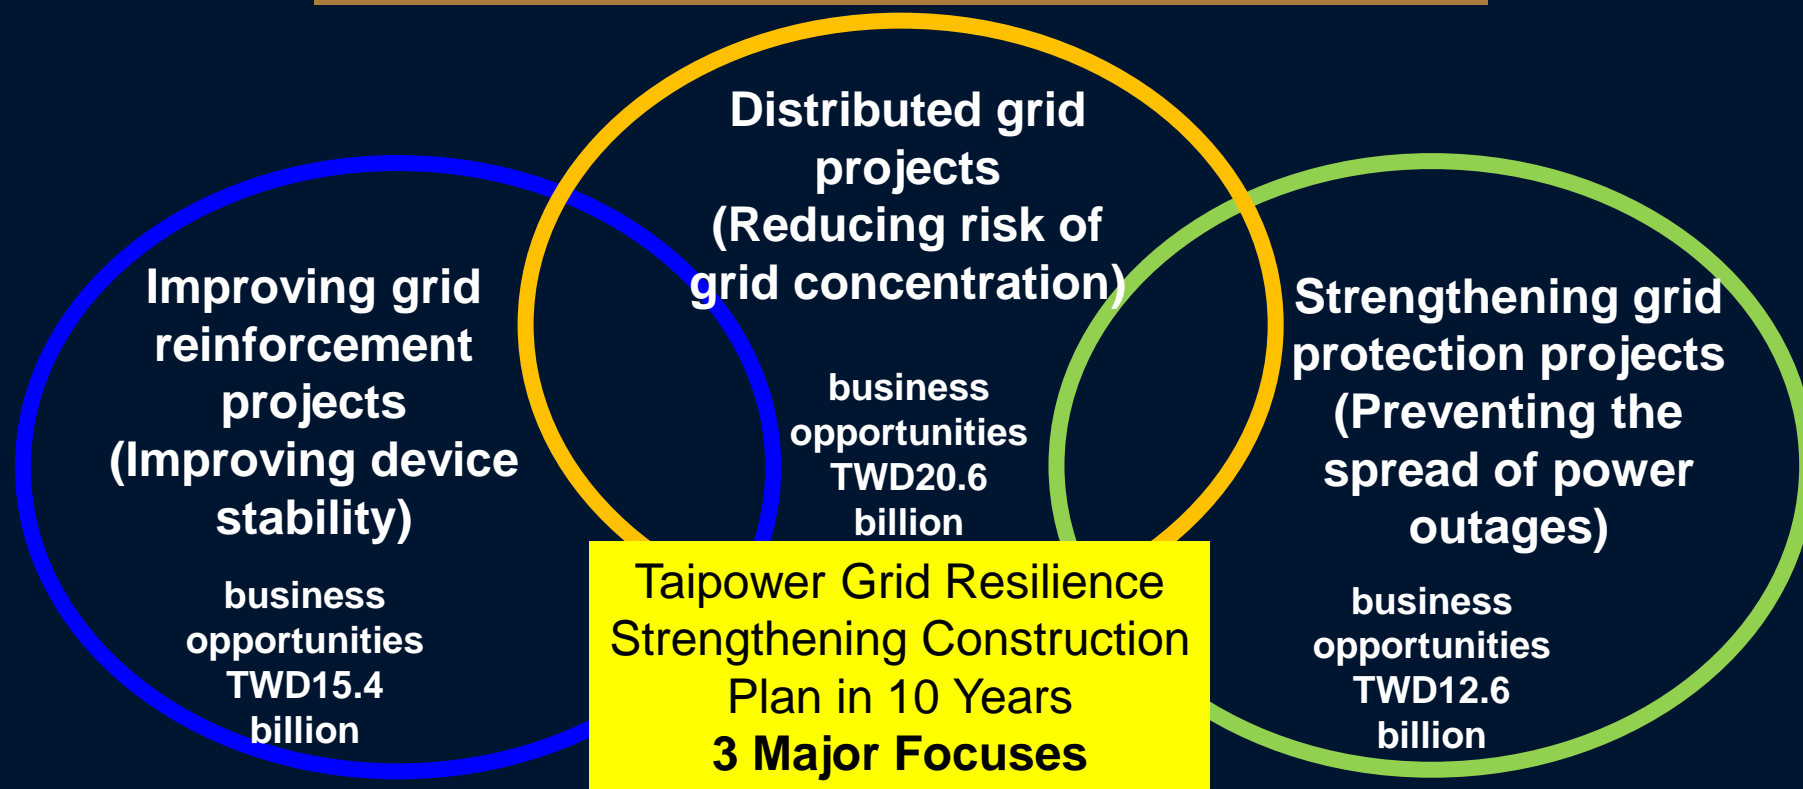 Distributed grid
projects
(Reducing risk of
grid concentration)
business
opportunities
TWD20.6
billion
Improving grid
reinforcement
projects
(Improving device
stability)
business
opportunities
TWD15.4
billion
Strengthening grid
protection projects
(Preventing the
spread of power
outages)
business
opportunities
TWD12.6
billion
Taipower Grid Resilience
Strengthening Construction
Plan in 10 Years
3 Major Focuses